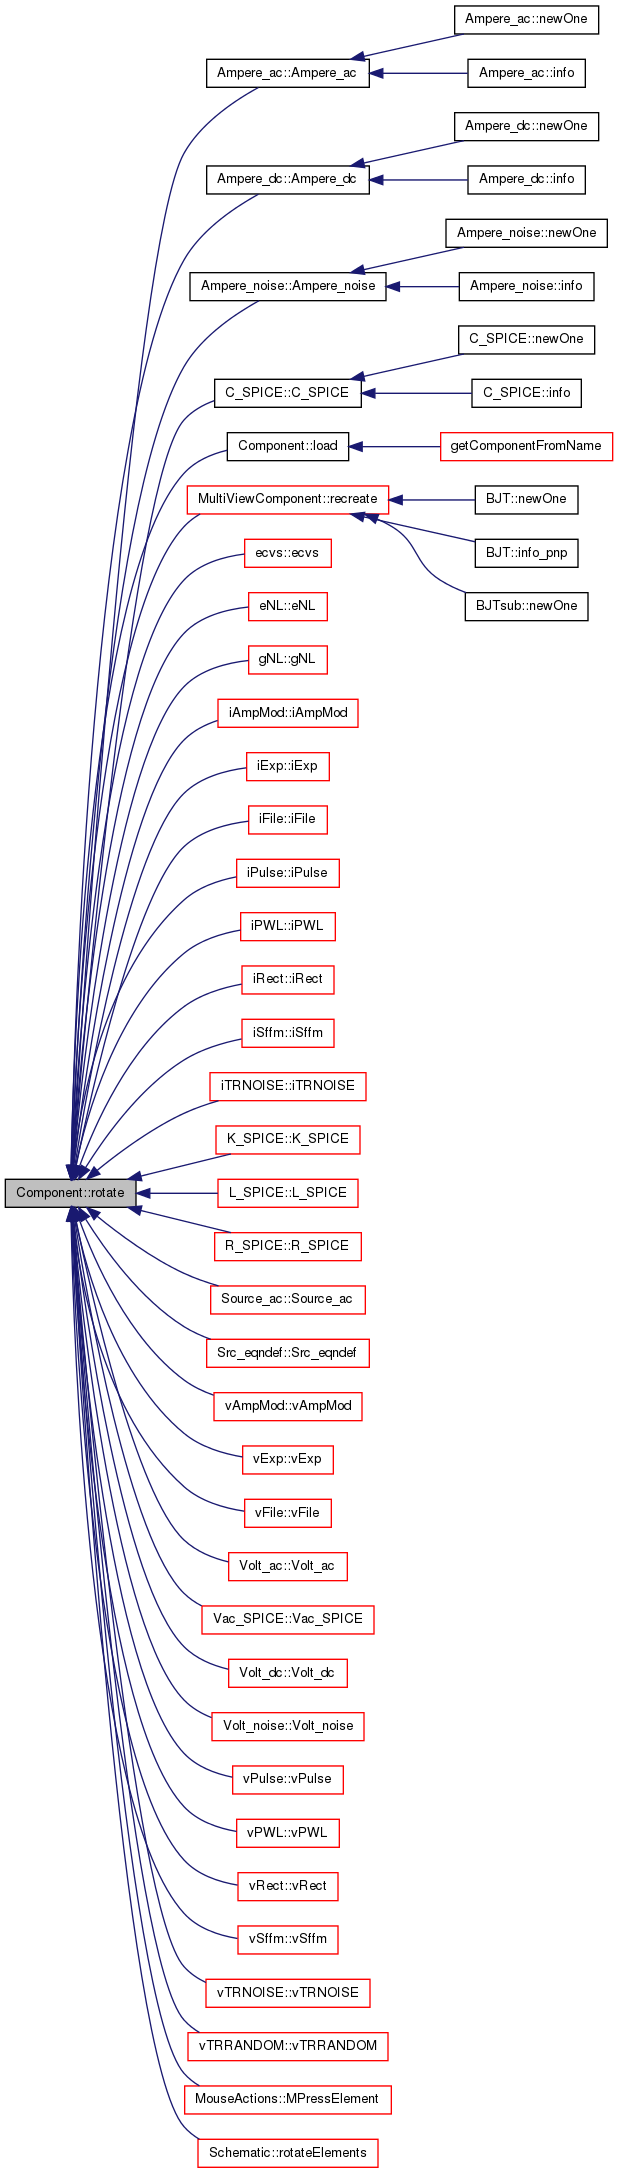 Ampere_ac::newOne
Ampere_ac::Ampere_ac
Ampere_ac::info
Ampere_dc::newOne
Ampere_dc::Ampere_dc
Ampere_dc::info
Ampere_noise::newOne
Ampere_noise::Ampere_noise
Ampere_noise::info
C_SPICE::newOne
C_SPICE::C_SPICE
C_SPICE::info
Component::load
getComponentFromName
MultiViewComponent::recreate
BJT::newOne
ecvs::ecvs
BJT::info_pnp
eNL::eNL
BJTsub::newOne
gNL::gNL
iAmpMod::iAmpMod
iExp::iExp
iFile::iFile
iPulse::iPulse
iPWL::iPWL
iRect::iRect
iSffm::iSffm
iTRNOISE::iTRNOISE
K_SPICE::K_SPICE
Component::rotate
L_SPICE::L_SPICE
R_SPICE::R_SPICE
Source_ac::Source_ac
Src_eqndef::Src_eqndef
vAmpMod::vAmpMod
vExp::vExp
vFile::vFile
Volt_ac::Volt_ac
Vac_SPICE::Vac_SPICE
Volt_dc::Volt_dc
Volt_noise::Volt_noise
vPulse::vPulse
vPWL::vPWL
vRect::vRect
vSffm::vSffm
vTRNOISE::vTRNOISE
vTRRANDOM::vTRRANDOM
MouseActions::MPressElement
Schematic::rotateElements